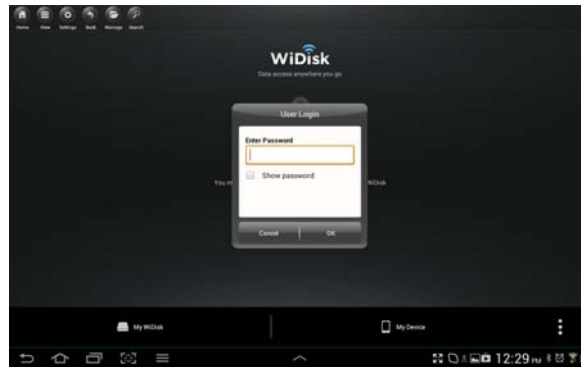 Home View Settings Back Manage Search
WiDisk
Data access anywhere you go
User Login
Enter Password
Show password
You m
WiDisk
Cancel OK
My WiDisk My Device
12:29 PM